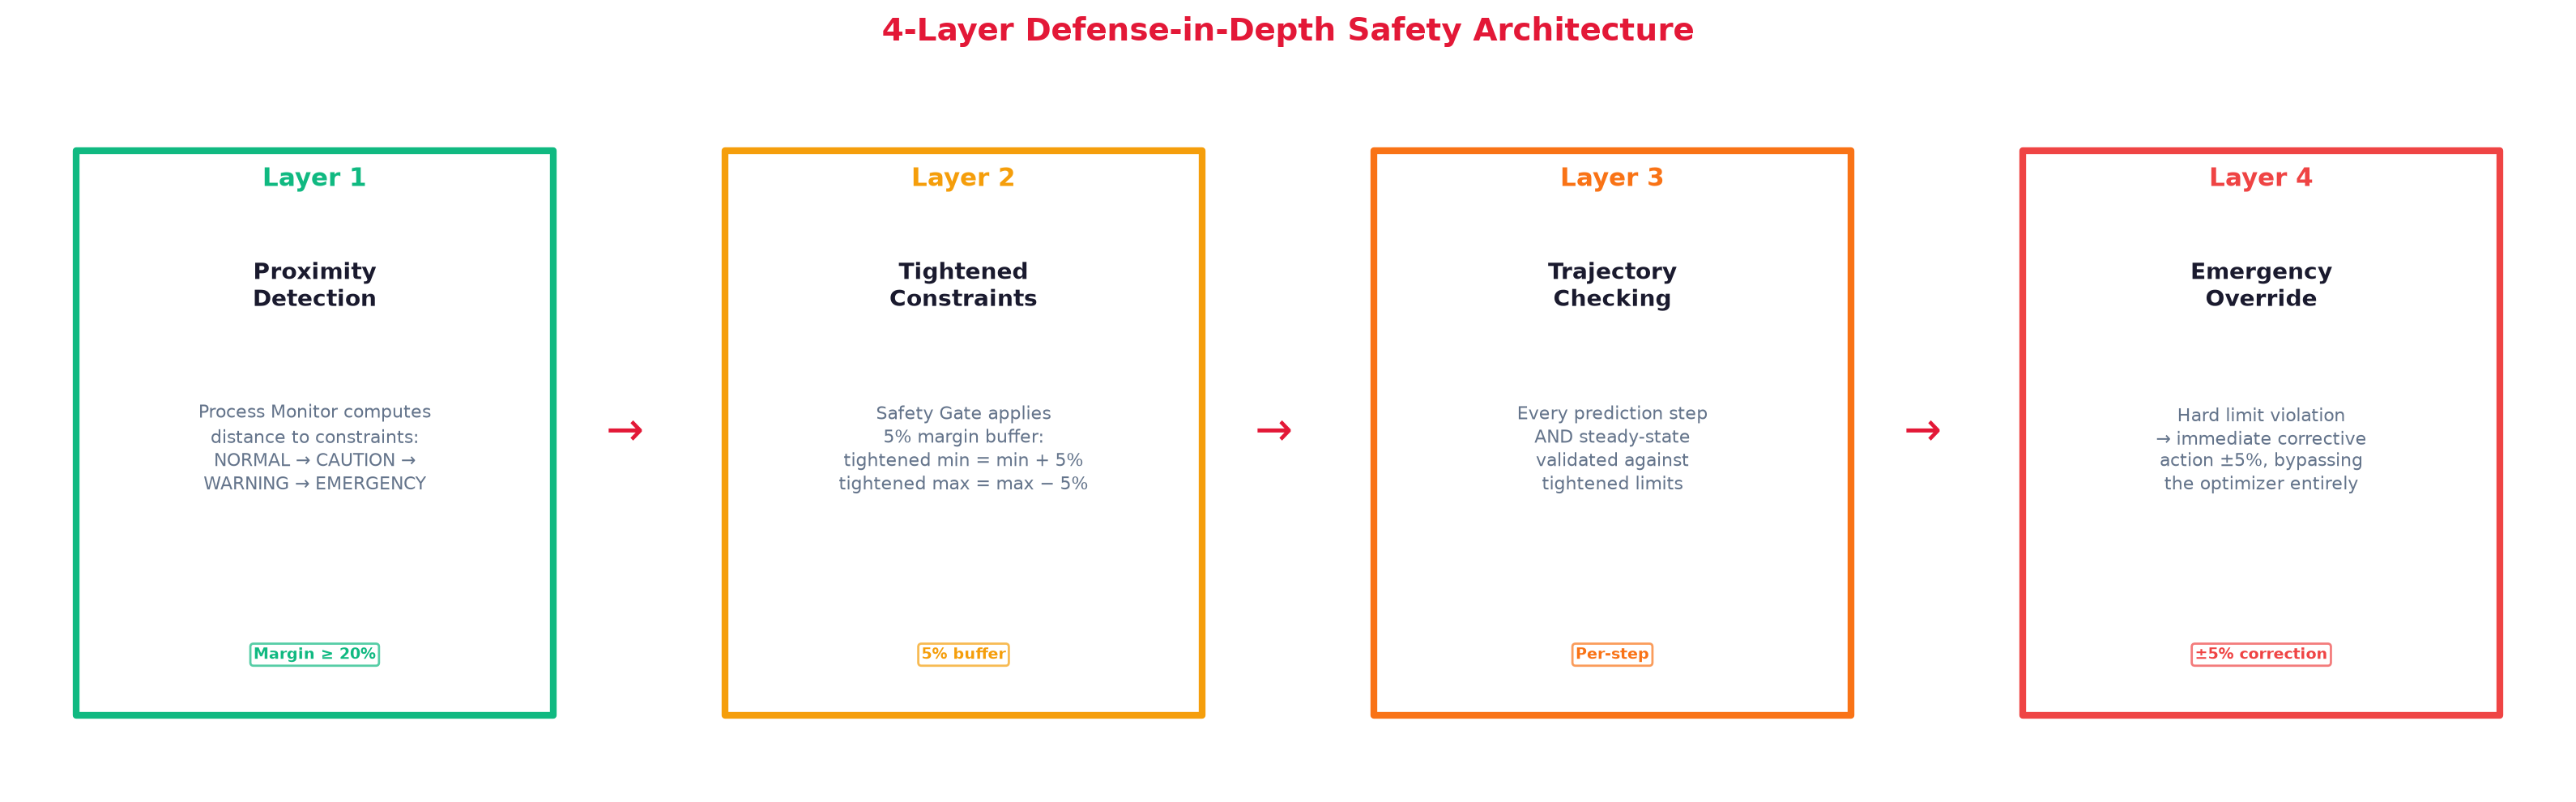 4-Layer Defense-in-Depth Safety Architecture
Layer 1
Proximity
Detection
Process Monitor computes
distance to constraints:
NORMAL → CAUTION →
WARNING → EMERGENCY
Margin ≥ 20%
→
Layer 2
Tightened
Constraints
Safety Gate applies
5% margin buffer:
tightened min = min + 5%
tightened max = max − 5%
5% buffer
→
Layer 3
Trajectory
Checking
Every prediction step
AND steady-state
validated against
tightened limits
Per-step
→
Layer 4
Emergency
Override
Hard limit violation
→ immediate corrective
action ±5%, bypassing
the optimizer entirely
±5% correction